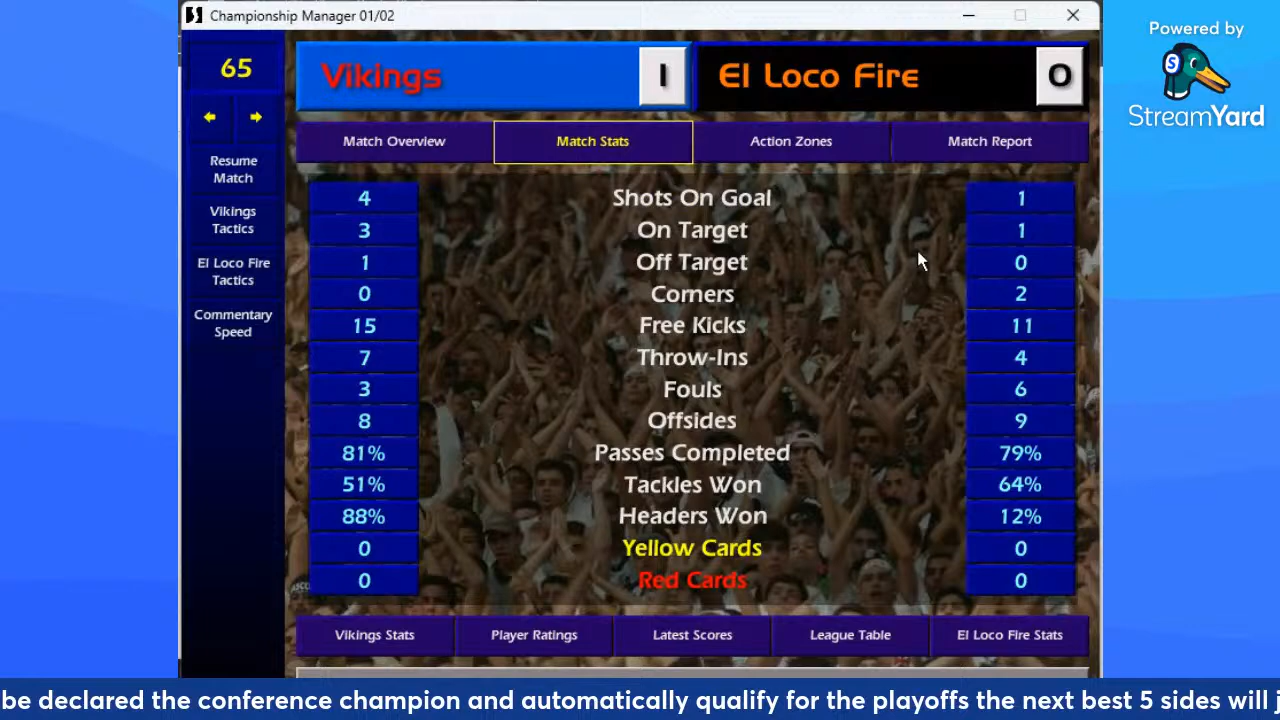 Championship Manager 01/02
Powered by
StreamYard
65
Vikings 1
El Loco Fire 0
Match Overview
Match Stats
Action Zones
Match Report
Resume
Match
Vikings
Tactics
El Loco Fire
Tactics
Commentary
Speed
4 Shots On Goal 1
3 On Target 1
1 Off Target 0
0 Corners 2
15 Free Kicks 11
7 Throw-Ins 4
3 Fouls 6
8 Offsides 9
81% Passes Completed 79%
51% Tackles Won 64%
88% Headers Won 12%
0 Yellow Cards 0
0 Red Cards 0
Vikings Stats
Player Ratings
Latest Scores
League Table
El Loco Fire Stats
be declared the conference champion and automatically qualify for the playoffs the next best 5 sides will j